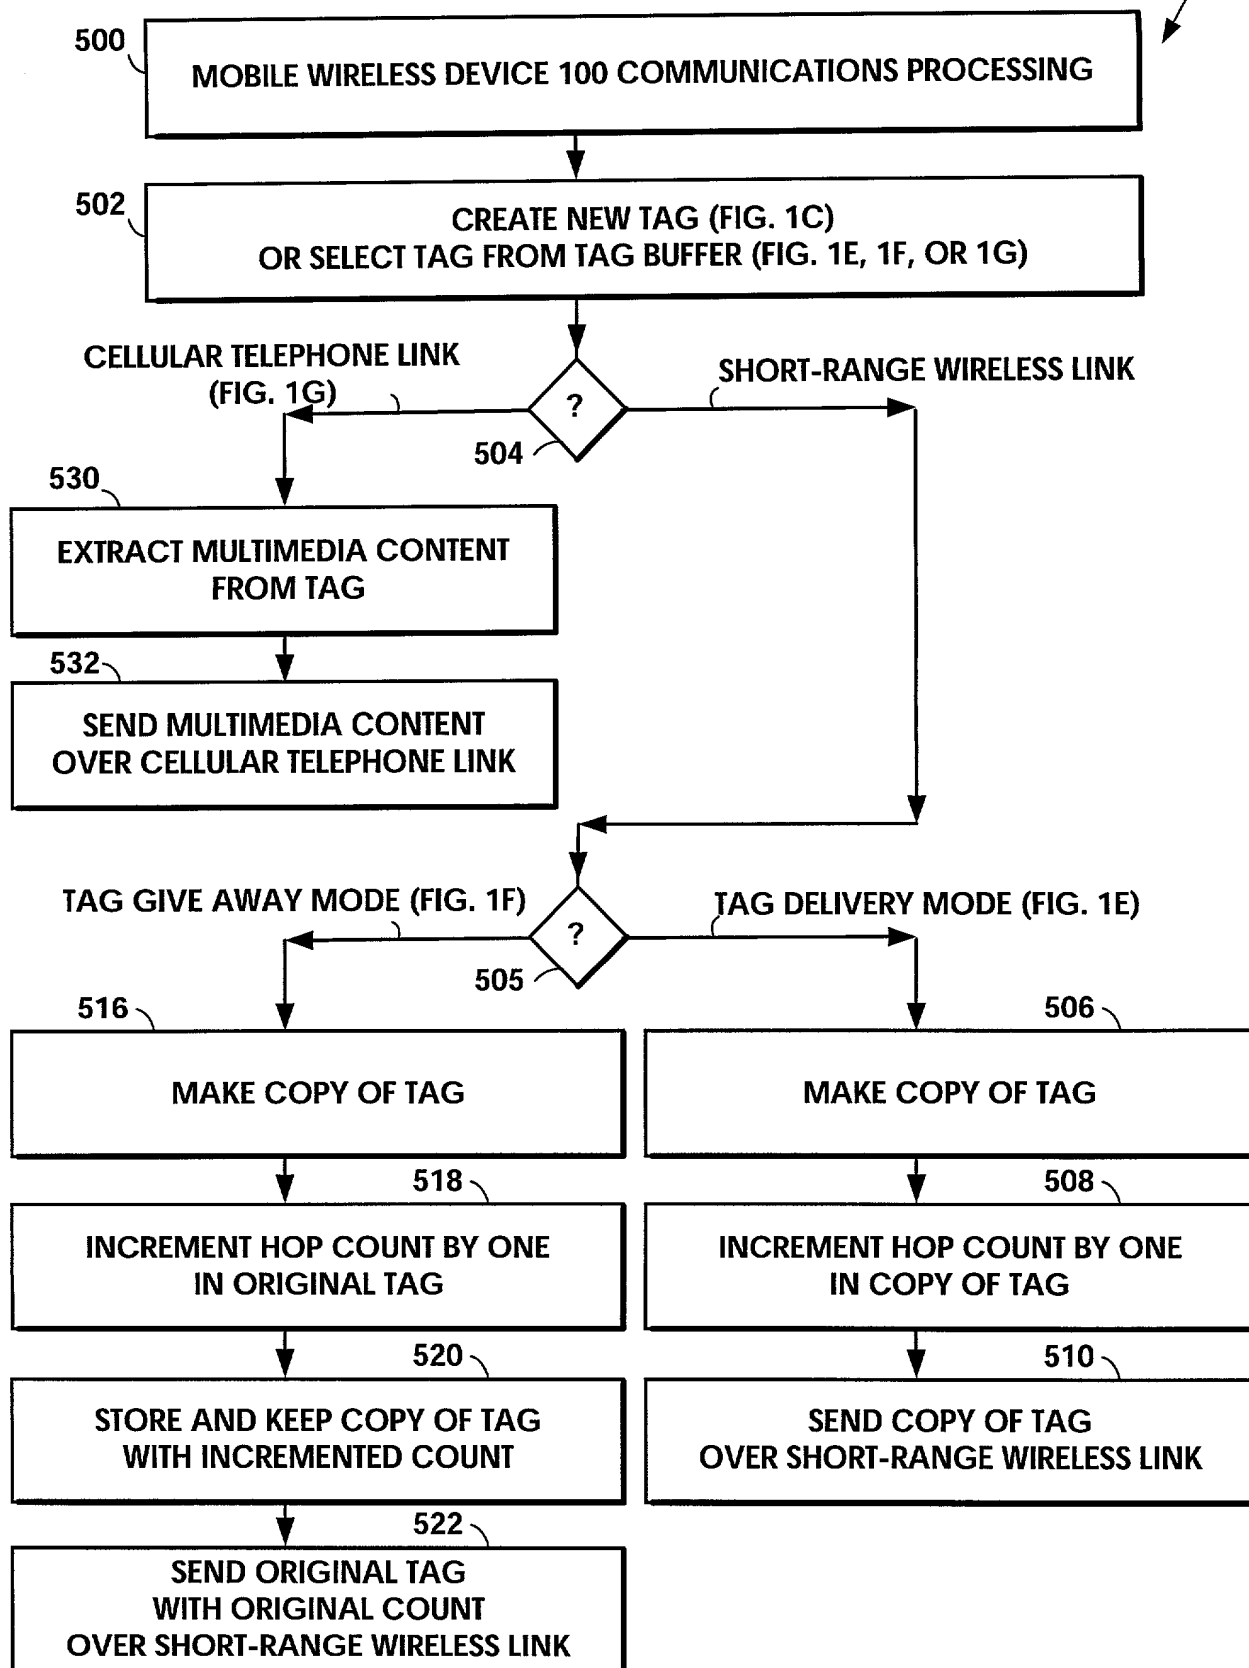 500
MOBILE WIRELESS DEVICE 100 COMMUNICATIONS PROCESSING
502
CREATE NEW TAG (FIG. 1C)
OR SELECT TAG FROM TAG BUFFER (FIG. 1E, 1F, OR 1G)
CELLULAR TELEPHONE LINK
(FIG. 1G)
SHORT-RANGE WIRELESS LINK
?
504
530
EXTRACT MULTIMEDIA CONTENT
FROM TAG
532
SEND MULTIMEDIA CONTENT
OVER CELLULAR TELEPHONE LINK
TAG GIVE AWAY MODE (FIG. 1F)
TAG DELIVERY MODE (FIG. 1E)
?
505
516
MAKE COPY OF TAG
506
MAKE COPY OF TAG
518
INCREMENT HOP COUNT BY ONE
IN ORIGINAL TAG
508
INCREMENT HOP COUNT BY ONE
IN COPY OF TAG
520
STORE AND KEEP COPY OF TAG
WITH INCREMENTED COUNT
510
SEND COPY OF TAG
OVER SHORT-RANGE WIRELESS LINK
522
SEND ORIGINAL TAG
WITH ORIGINAL COUNT
OVER SHORT-RANGE WIRELESS LINK